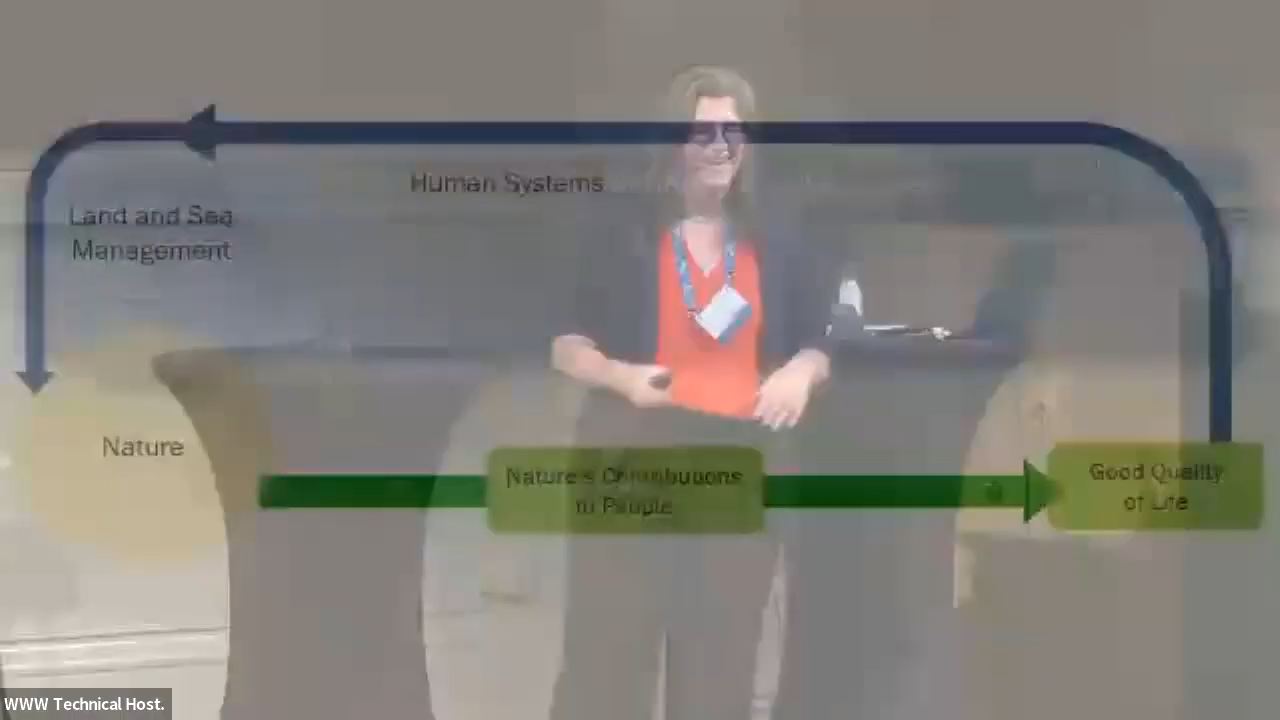 Human Systems
Land and Sea
Management
Nature
Nature's Contributions
to People
Good Quality
of Life
WWW Technical Host.